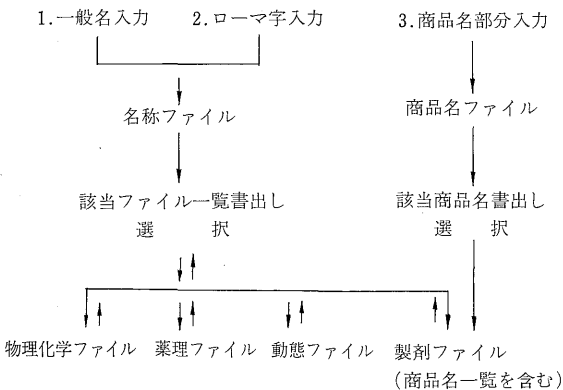 1.一般名入力
2.ローマ字入力
3.商品名部分入力
名称ファイル
商品名ファイル
該当ファイル一覧書出し
選 択
該当商品名書出し
選 択
物理化学ファイル
薬理ファイル
動態ファイル
製剤ファイル
(商品名一覧を含む)